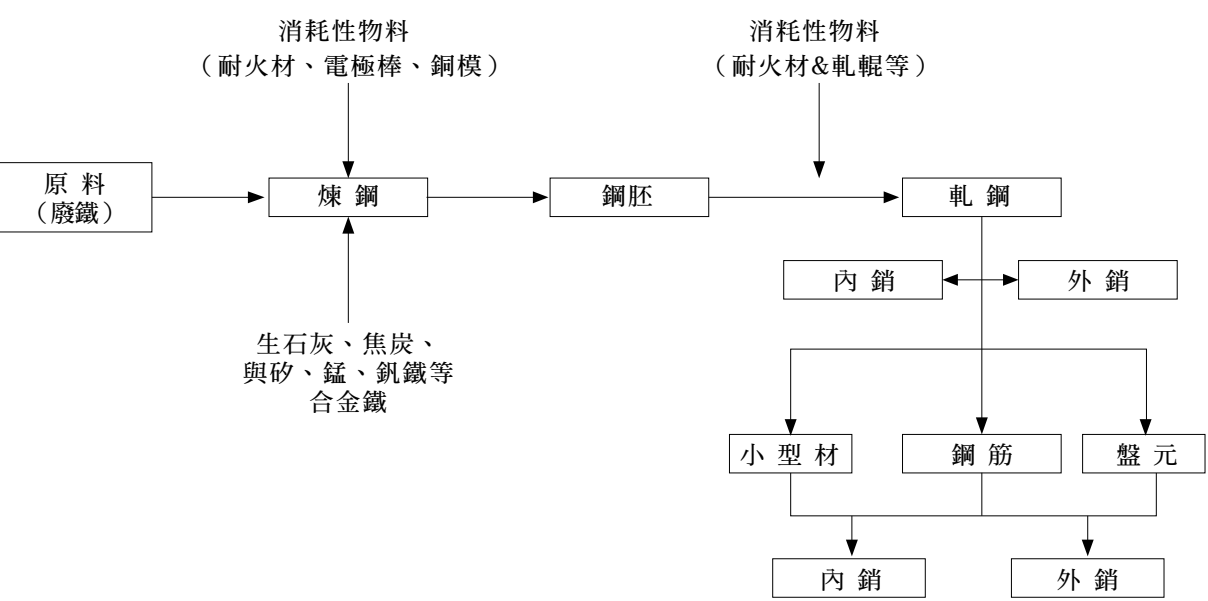 消耗性物料
（耐火材、電極棒、銅模）
消耗性物料
（耐火材&軋輥等）
原 料
（廢鐵）
煉 鋼
鋼胚
軋 鋼
內 銷
外 銷
生石灰、焦炭、
與矽、錳、釩鐵等
合金鐵
小 型 材
鋼 筋
盤 元
內 銷
外 銷